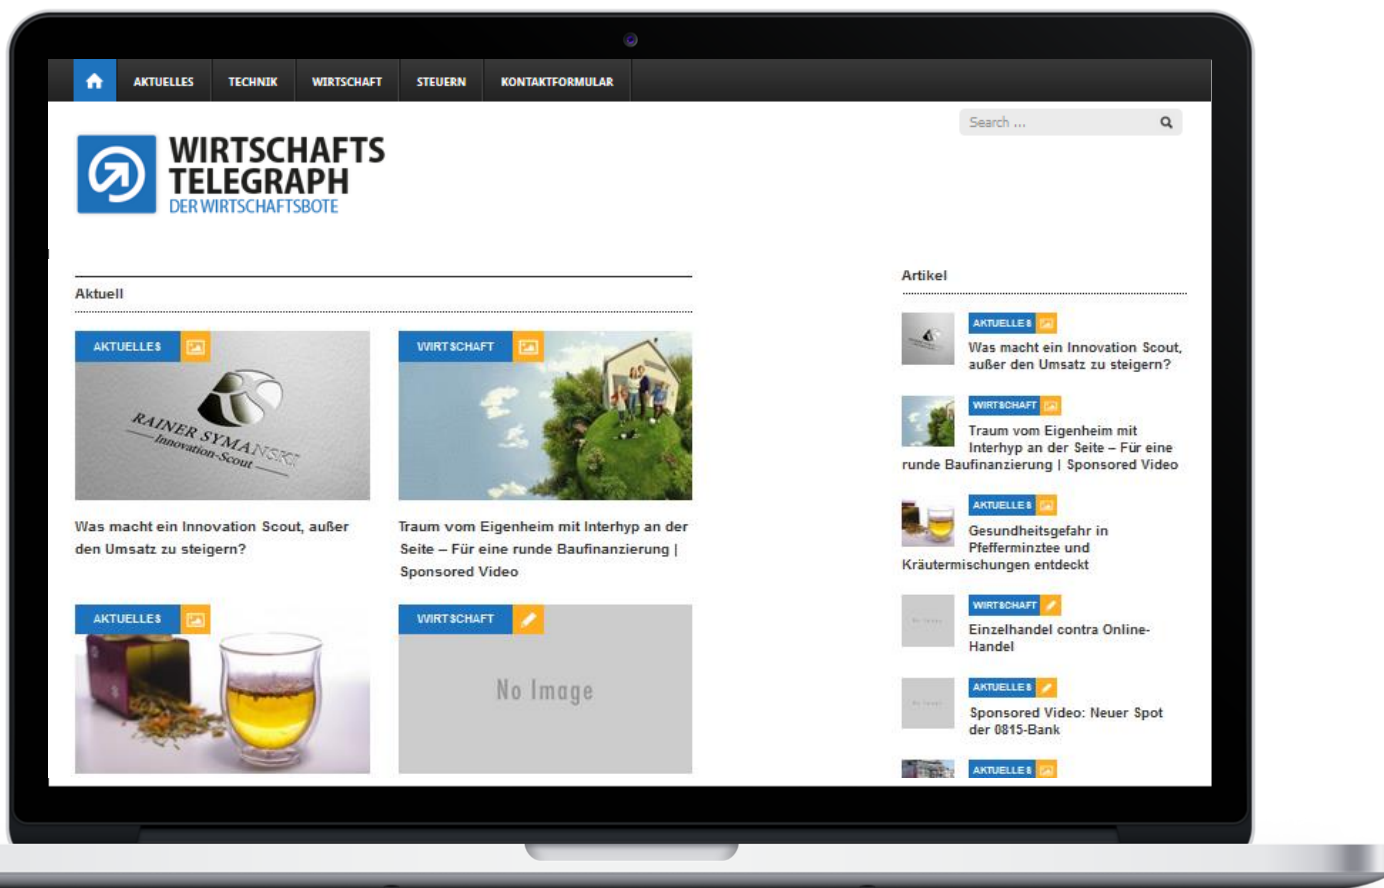 AKTUELLES
TECHNIK
WIRTSCHAFT
STEUERN
KONTAKTFORMULAR
Search ...
WIRTSCHAFTS
TELEGRAPH
DER WIRTSCHAFTSBOTE
Aktuell
AKTUELLES
RAINER SYMANSKI
Innovation-Scout
Was macht ein Innovation Scout, außer
den Umsatz zu steigern?
WIRTSCHAFT
Traum vom Eigenheim mit Interhyp an der
Seite – Für eine runde Baufinanzierung |
Sponsored Video
AKTUELLES
WIRTSCHAFT
No Image
Artikel
AKTUELLES
Was macht ein Innovation Scout,
außer den Umsatz zu steigern?
WIRTSCHAFT
Traum vom Eigenheim mit
Interhyp an der Seite – Für eine
runde Baufinanzierung | Sponsored Video
AKTUELLES
Gesundheitsgefahr in
Pfefferminztee und
Kräutermischungen entdeckt
WIRTSCHAFT
No Image
Einzelhandel contra Online-
Handel
AKTUELLES
No Image
Sponsored Video: Neuer Spot
der 0815-Bank
AKTUELLES